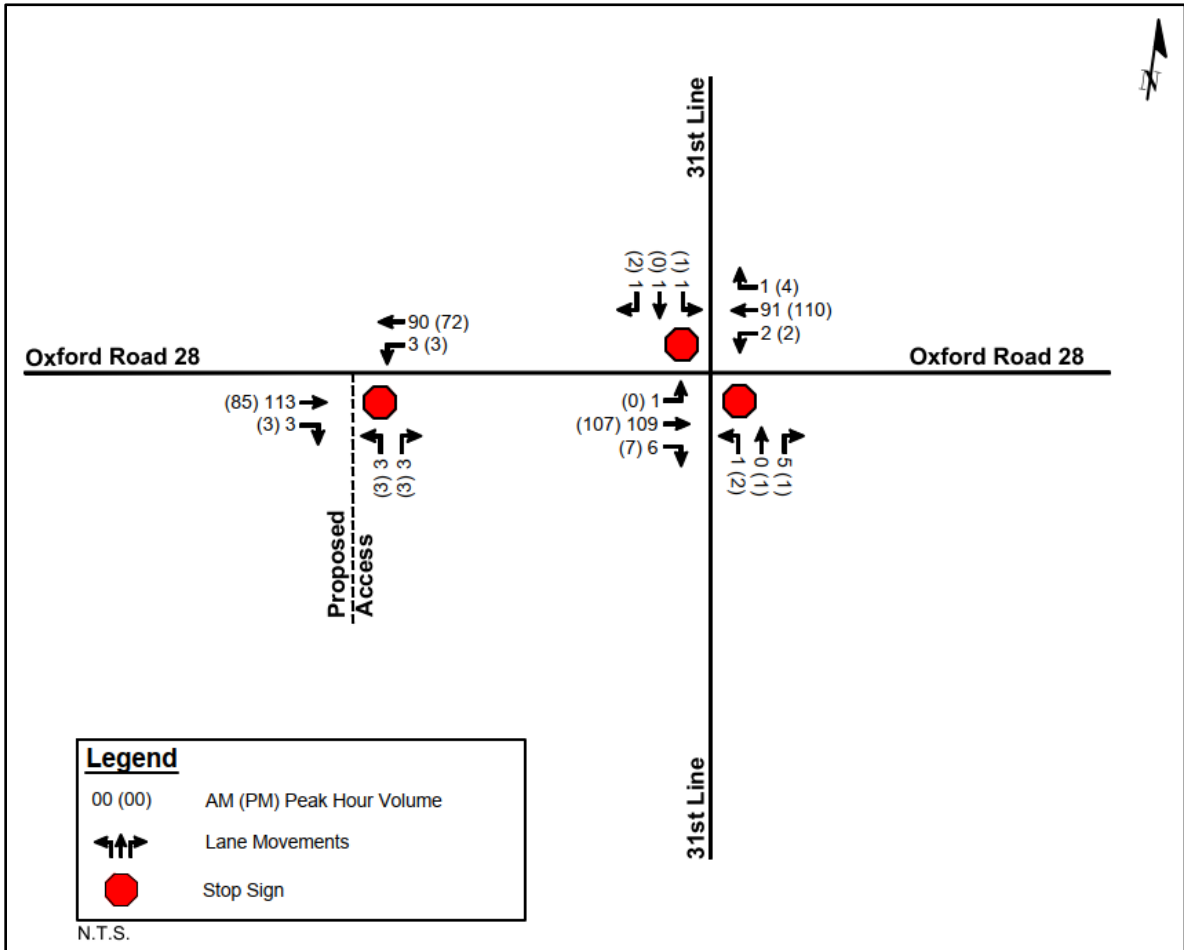 N
31st Line
(2) 1
(0) 1
(1) 1
1 (4)
91 (110)
2 (2)
90 (72)
3 (3)
Oxford Road 28
Oxford Road 28
(85) 113
(3) 3
(3) 3
(3) 3
(0) 1
(107) 109
(7) 6
1 (2)
0 (1)
5 (1)
Proposed
Access
31st Line
Legend
00 (00) AM (PM) Peak Hour Volume
Lane Movements
Stop Sign
N.T.S.